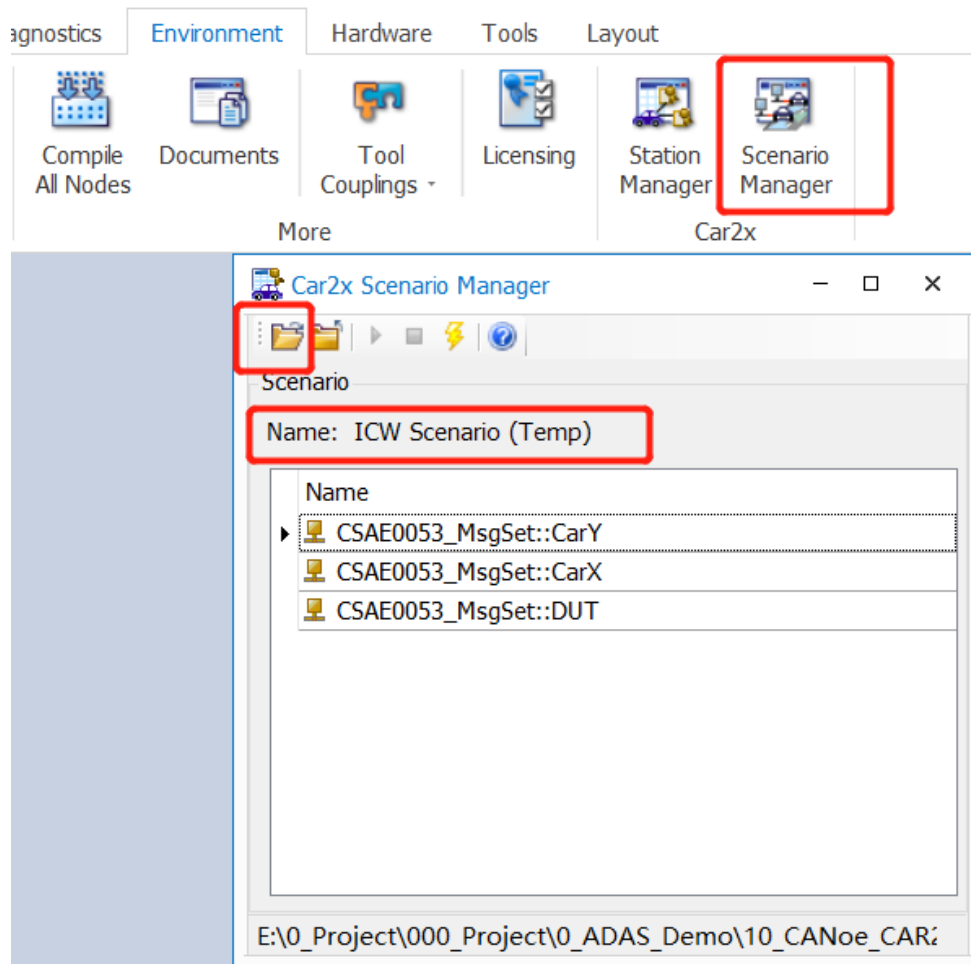 agnostics Environment Hardware Tools Layout
Compile All Nodes
Documents
Tool Couplings
Licensing
Station Manager
Scenario Manager
More
Car2x
Car2x Scenario Manager
Scenario
Name: ICW Scenario (Temp)
Name
CSAE0053_MsgSet::CarY
CSAE0053_MsgSet::CarX
CSAE0053_MsgSet::DUT
E:\0_Project\000_Project\0_ADAS_Demo\10_CANoe_CAR2